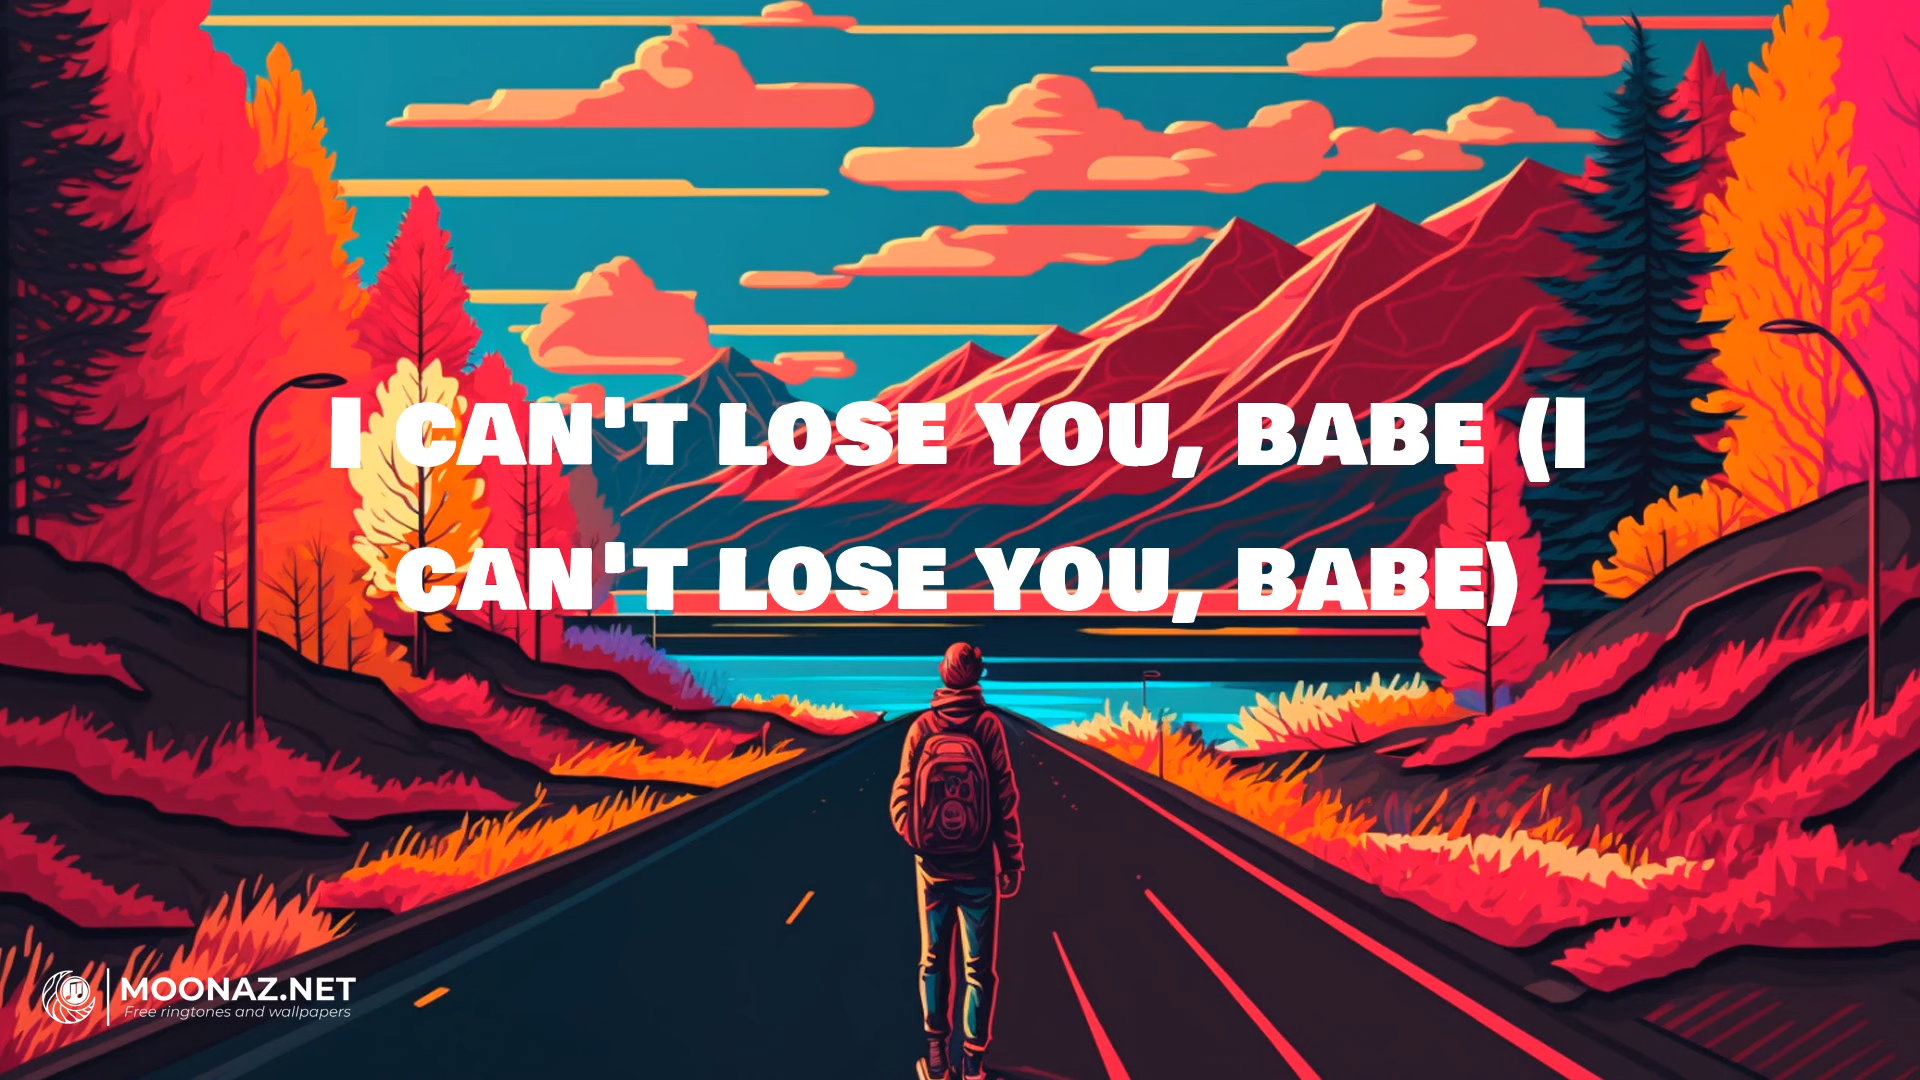 I can't lose you, babe (I
can't lose you, babe)
MOONAZ.NET
Free ringtones and wallpapers